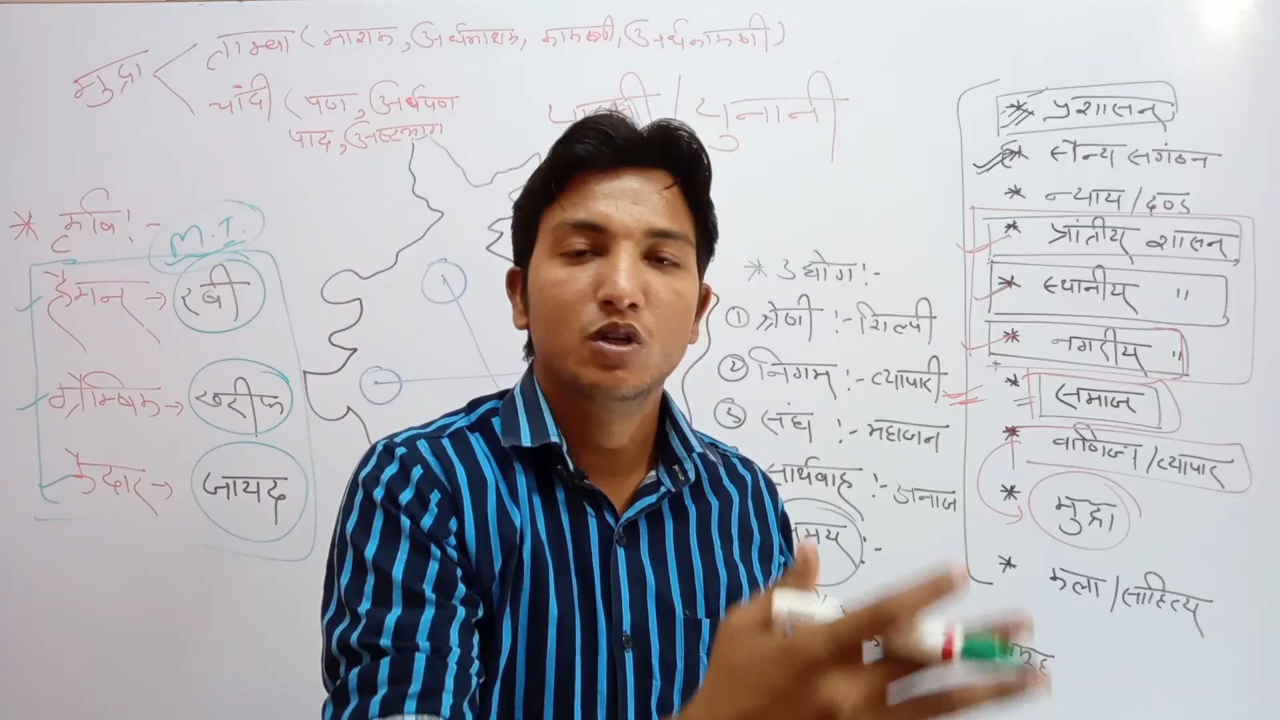 मुद्रा
ताम्बा (माशक, अर्धमाशक, काकणी, अर्धकाकणी)
चाँदी (पण, अर्धपण
पाद, अष्टभाग
/ युनानी
* कृषि! -
M.I.
हैमन → रबी
ग्रैष्मिक → खरीफ
केदार → जायद
* उद्योग! -
① श्रेणी :- शिल्पी
② निगम :- व्यापारी
③ संघ :- महाजन
सार्थवाह :- अनाज
* प्रशासन
* सैन्य संगठन
* न्याय/दण्ड
* प्रांतीय शासन
* स्थानीय "
* नगरीय "
* समाज
* वाणिज्य/व्यापार
* मुद्रा
* कला/साहित्य